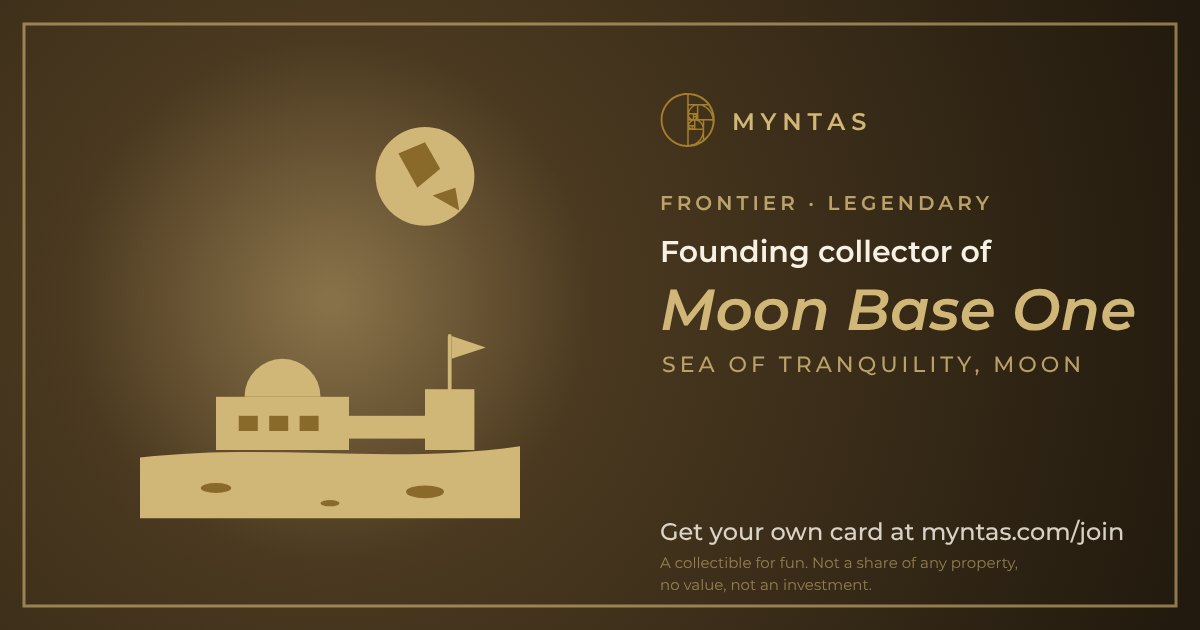 MYNTAS
FRONTIER · LEGENDARY
Founding collector of
Moon Base One
SEA OF TRANQUILITY, MOON
Get your own card at myntas.com/join
A collectible for fun. Not a share of any property,
no value, not an investment.